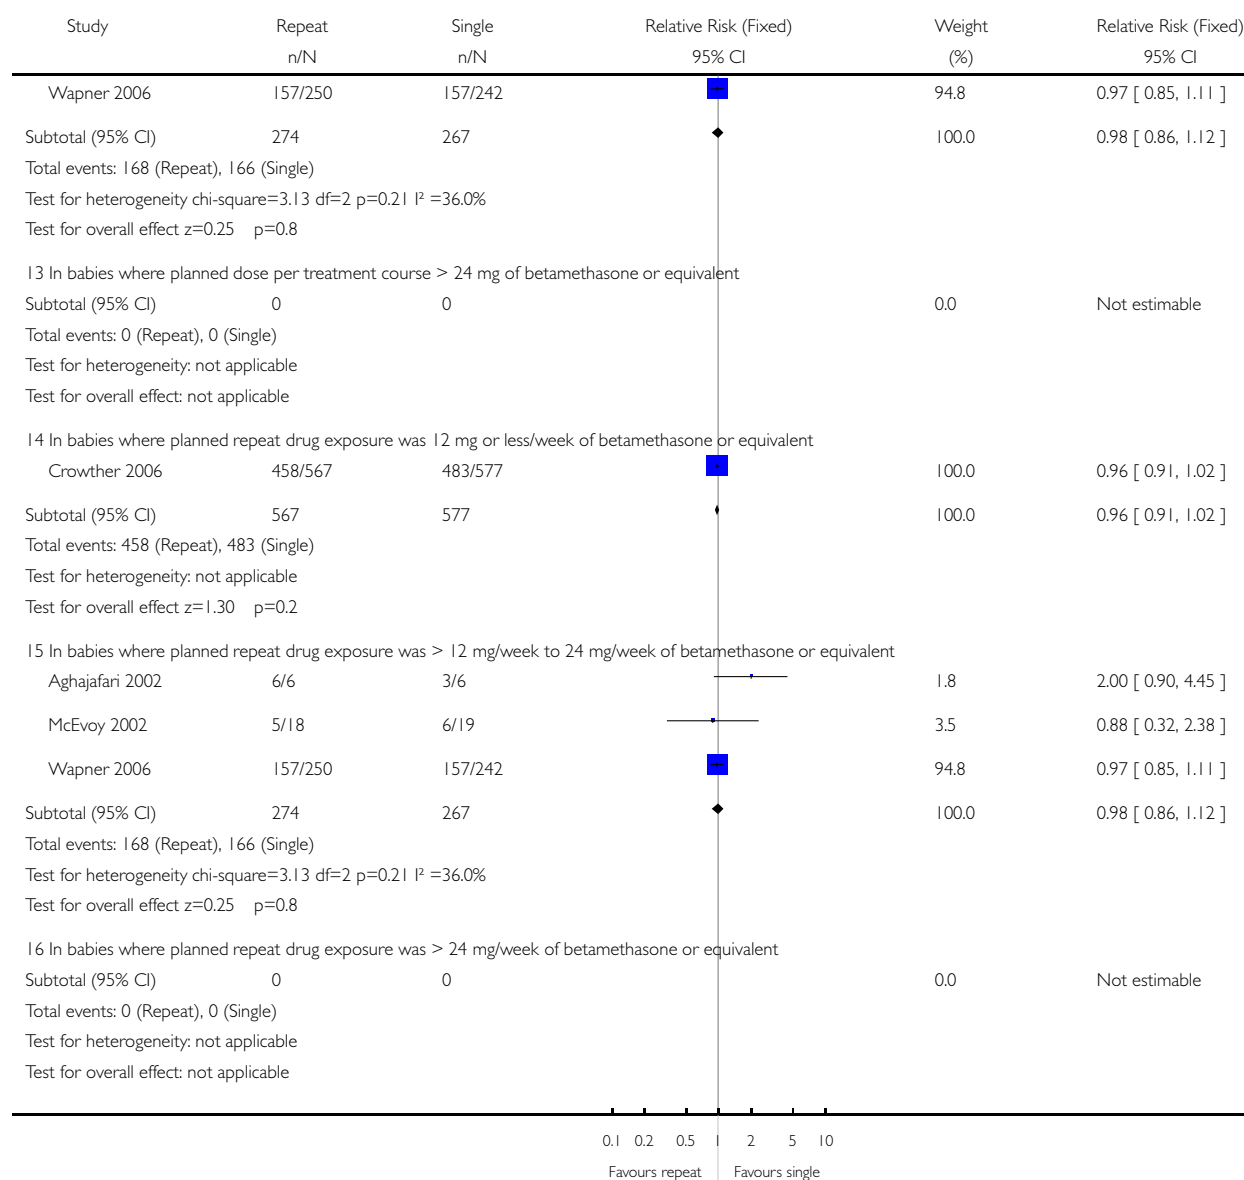 Study Repeat Single Relative Risk (Fixed) Weight Relative Risk (Fixed)
n/N n/N 95% CI (%) 95% CI
Wapner 2006 157/250 157/242 94.8 0.97 [ 0.85, 1.11 ]
Subtotal (95% CI) 274 267 100.0 0.98 [ 0.86, 1.12 ]
Total events: 168 (Repeat), 166 (Single)
Test for heterogeneity chi-square=3.13 df=2 p=0.21 I² =36.0%
Test for overall effect z=0.25 p=0.8
13 In babies where planned dose per treatment course > 24 mg of betamethasone or equivalent
Subtotal (95% CI) 0 0 0.0 Not estimable
Total events: 0 (Repeat), 0 (Single)
Test for heterogeneity: not applicable
Test for overall effect: not applicable
14 In babies where planned repeat drug exposure was 12 mg or less/week of betamethasone or equivalent
Crowther 2006 458/567 483/577 100.0 0.96 [ 0.91, 1.02 ]
Subtotal (95% CI) 567 577 100.0 0.96 [ 0.91, 1.02 ]
Total events: 458 (Repeat), 483 (Single)
Test for heterogeneity: not applicable
Test for overall effect z=1.30 p=0.2
15 In babies where planned repeat drug exposure was > 12 mg/week to 24 mg/week of betamethasone or equivalent
Aghajafari 2002 6/6 3/6 1.8 2.00 [ 0.90, 4.45 ]
McEvoy 2002 5/18 6/19 3.5 0.88 [ 0.32, 2.38 ]
Wapner 2006 157/250 157/242 94.8 0.97 [ 0.85, 1.11 ]
Subtotal (95% CI) 274 267 100.0 0.98 [ 0.86, 1.12 ]
Total events: 168 (Repeat), 166 (Single)
Test for heterogeneity chi-square=3.13 df=2 p=0.21 I² =36.0%
Test for overall effect z=0.25 p=0.8
16 In babies where planned repeat drug exposure was > 24 mg/week of betamethasone or equivalent
Subtotal (95% CI) 0 0 0.0 Not estimable
Total events: 0 (Repeat), 0 (Single)
Test for heterogeneity: not applicable
Test for overall effect: not applicable
0.1 0.2 0.5 1 2 5 10
Favours repeat Favours single